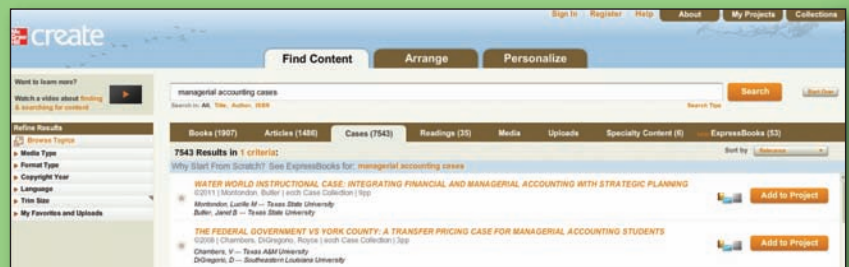 Sign In Register Help About My Projects Collections
create
Find Content Arrange Personalize
Want to learn more?
Watch a video about finding & searching for content
managerial accounting cases Search Start Over
Search in: All, Title, Author, ISBN Search Tips
Refine Results
Browse Topics
Media Type
Format Type
Copyright Year
Language
Trim Size
My Favorites and Uploads
Books (1907) Articles (1486) Cases (7543) Readings (35) Media Uploads Specialty Content (6) ExpressBooks (53)
7543 Results in 1 criteria: Sort by Relevance
Why Start From Scratch? See ExpressBooks for: managerial accounting cases
WATER WORLD INSTRUCTIONAL CASE: INTEGRATING FINANCIAL AND MANAGERIAL ACCOUNTING WITH STRATEGIC PLANNING
©2011 | Montondon, Butler | ecch Case Collection | 9pp
Montondon, Lucille M — Texas State University
Butler, Janet B — Texas State University
Add to Project
THE FEDERAL GOVERNMENT VS YORK COUNTY: A TRANSFER PRICING CASE FOR MANAGERIAL ACCOUNTING STUDENTS
Chambers, DiGregorio, Royce | ecch Case Collection | 3pp
Chambers, V — Texas A&M University
DiGregorio, D — Southeastern Louisiana University
Add to Project